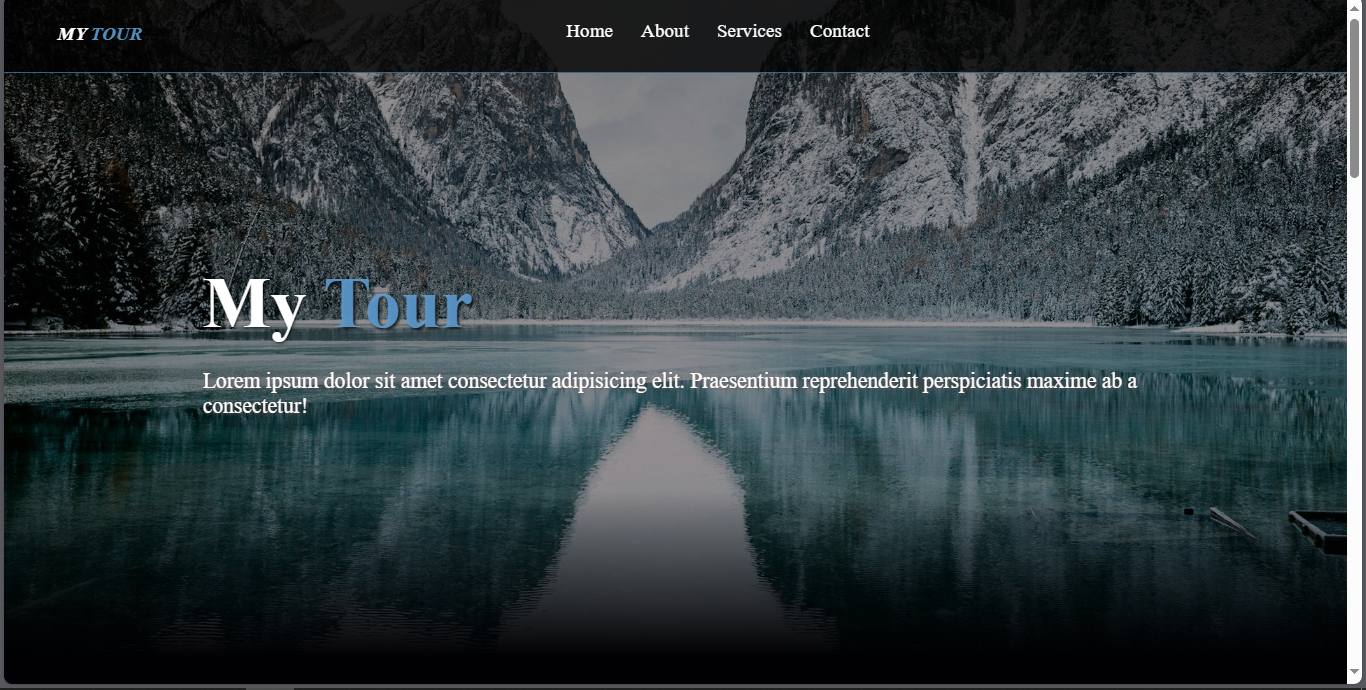 MY TOUR
Home About Services Contact
My Tour
Lorem ipsum dolor sit amet consectetur adipisicing elit. Praesentium reprehenderit perspiciatis maxime ab a
consectetur!